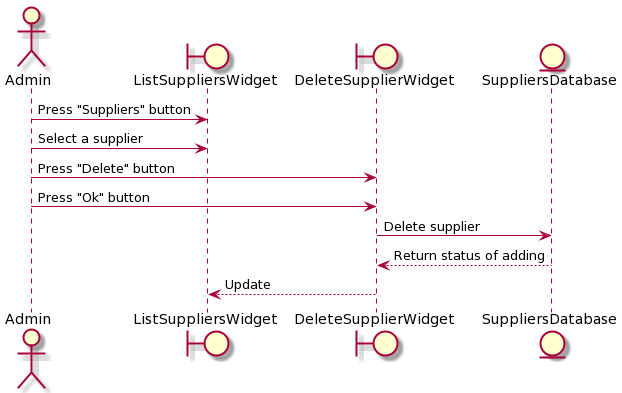 Admin
ListSuppliersWidget
DeleteSupplierWidget
SuppliersDatabase
Press "Suppliers" button
Select a supplier
Press "Delete" button
Press "Ok" button
Delete supplier
Return status of adding
Update
Admin
ListSuppliersWidget
DeleteSupplierWidget
SuppliersDatabase